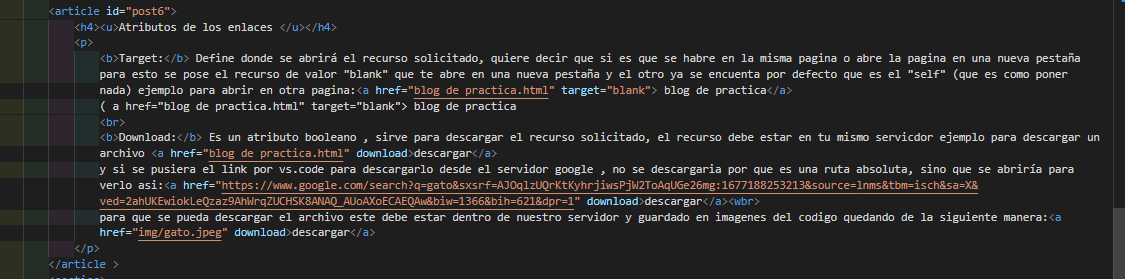 <article id="post6">
<h4><u>Atributos de los enlaces </u></h4>
<p>
<b>Target:</b> Define donde se abrirá el recurso solicitado, quiere decir que si es que se habre en la misma pagina o abre la pagina en una nueva pestaña
para esto se pose el recurso de valor "blank" que te abre en una nueva pestaña y el otro ya se encuenta por defecto que es el "self" (que es como poner
nada) ejemplo para abrir en otra pagina:<a href="blog de practica.html" target="blank"> blog de practica</a>
( a href="blog de practica.html" target="blank"> blog de practica
<br>
<b>Download:</b> Es un atributo booleano , sirve para descargar el recurso solicitado, el recurso debe estar en tu mismo servicdor ejemplo para descargar un
archivo <a href="blog de practica.html" download>descargar</a>
y si se pusiera el link por vs.code para descargarlo desde el servidor google , no se descargaria por que es una ruta absoluta, sino que se abriría para
verlo asi:<a href="https://www.google.com/search?q=gato&sxsrf=AJOqlzUQrKtKyhrjiwsPjW2ToAqUGe26mg:1677188253213&source=lnms&tbm=isch&sa=X&
ved=2ahUKEwiokLeQzaz9AhWrqZUCHSK8ANAQ_AUoAXoECAEQAw&biw=1366&bih=621&dpr=1" download>descargar</a><wbr>
para que se pueda descargar el archivo este debe estar dentro de nuestro servidor y guardado en imagenes del codigo quedando de la siguiente manera:<a
href="img/gato.jpeg" download>descargar</a>
</p>
</article >